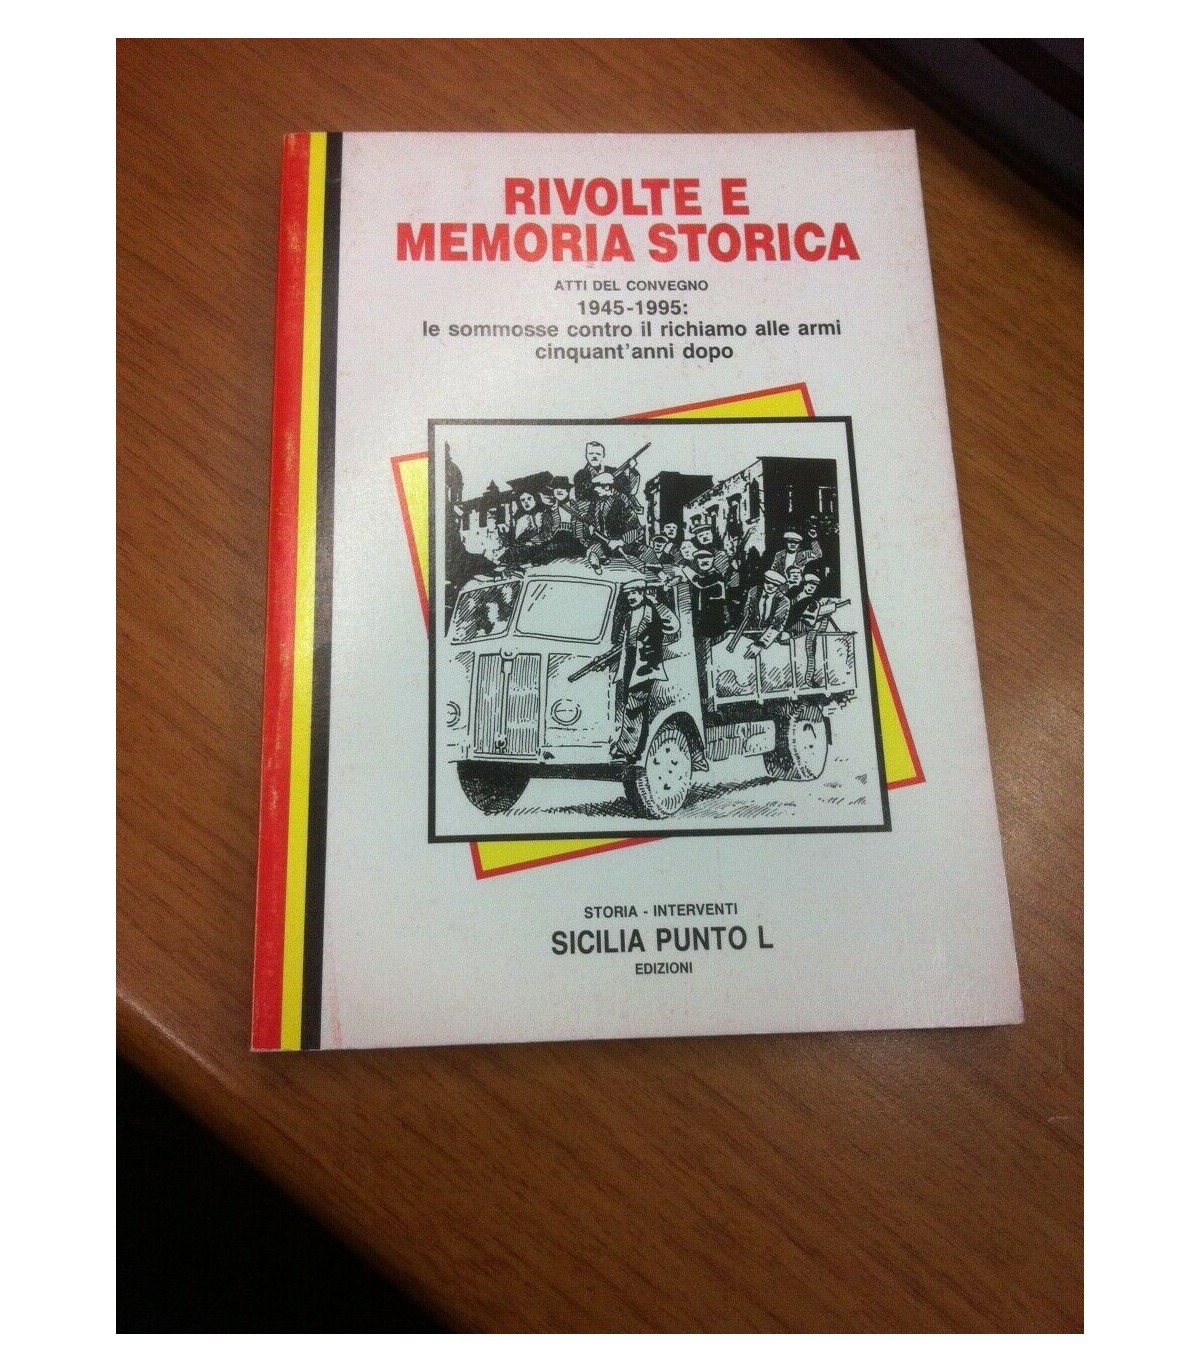 RIVOLTE E
MEMORIA STORICA
ATTI DEL CONVEGNO
1945-1995:
le sommosse contro il richiamo alle armi
cinquant'anni dopo
STORIA - INTERVENTI
SICILIA PUNTO L
EDIZIONI